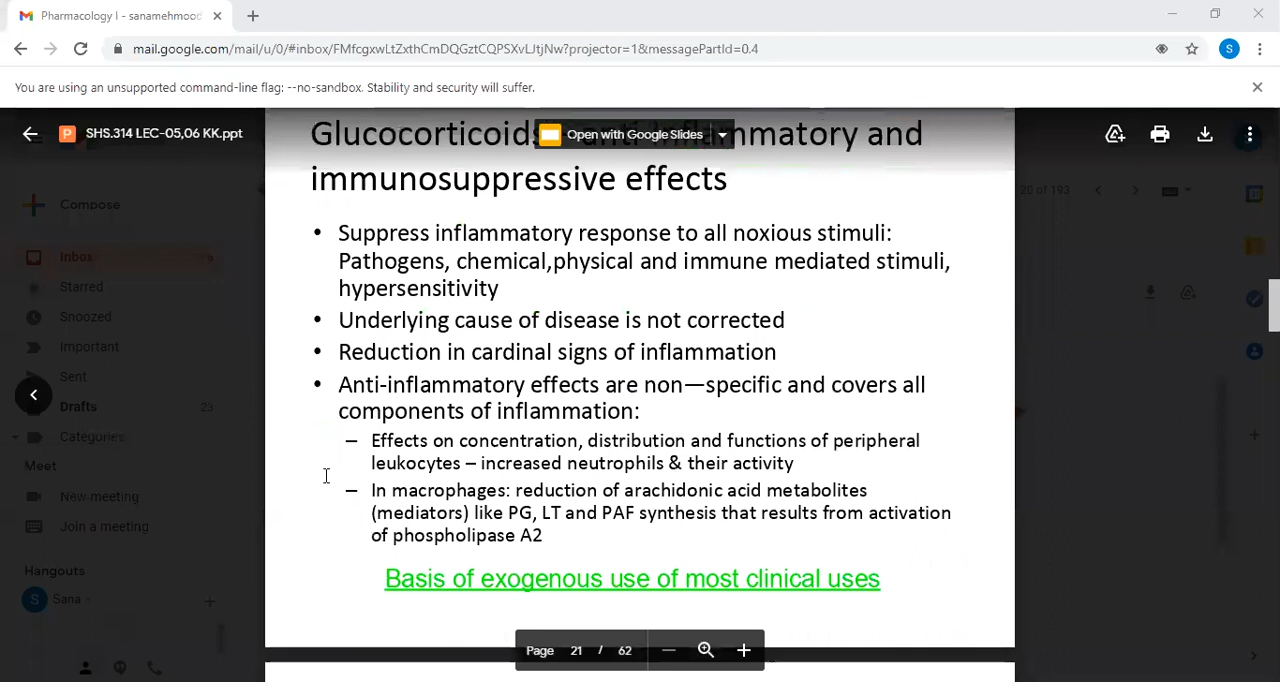 Pharmacology I - sanamehmood
mail.google.com/mail/u/0/#inbox/FMfcgxwLtZxthCmDQGztCQPSXvLJtjNw?projector=1&messagePartId=0.4
S
You are using an unsupported command-line flag: --no-sandbox. Stability and security will suffer.
P SHS.314 LEC-05,06 KK.ppt
Open with Google Slides
Glucocorticoids anti-inflammatory and
immunosuppressive effects
20 of 193
Compose
Inbox
Starred
Snoozed
Important
Sent
Drafts 23
Categories
Meet
New meeting
Join a meeting
Hangouts
S Sana
• Suppress inflammatory response to all noxious stimuli:
Pathogens, chemical,physical and immune mediated stimuli,
hypersensitivity
• Underlying cause of disease is not corrected
• Reduction in cardinal signs of inflammation
• Anti-inflammatory effects are non—specific and covers all
components of inflammation:
– Effects on concentration, distribution and functions of peripheral
leukocytes – increased neutrophils & their activity
– In macrophages: reduction of arachidonic acid metabolites
(mediators) like PG, LT and PAF synthesis that results from activation
of phospholipase A2
Basis of exogenous use of most clinical uses
Page 21 / 62